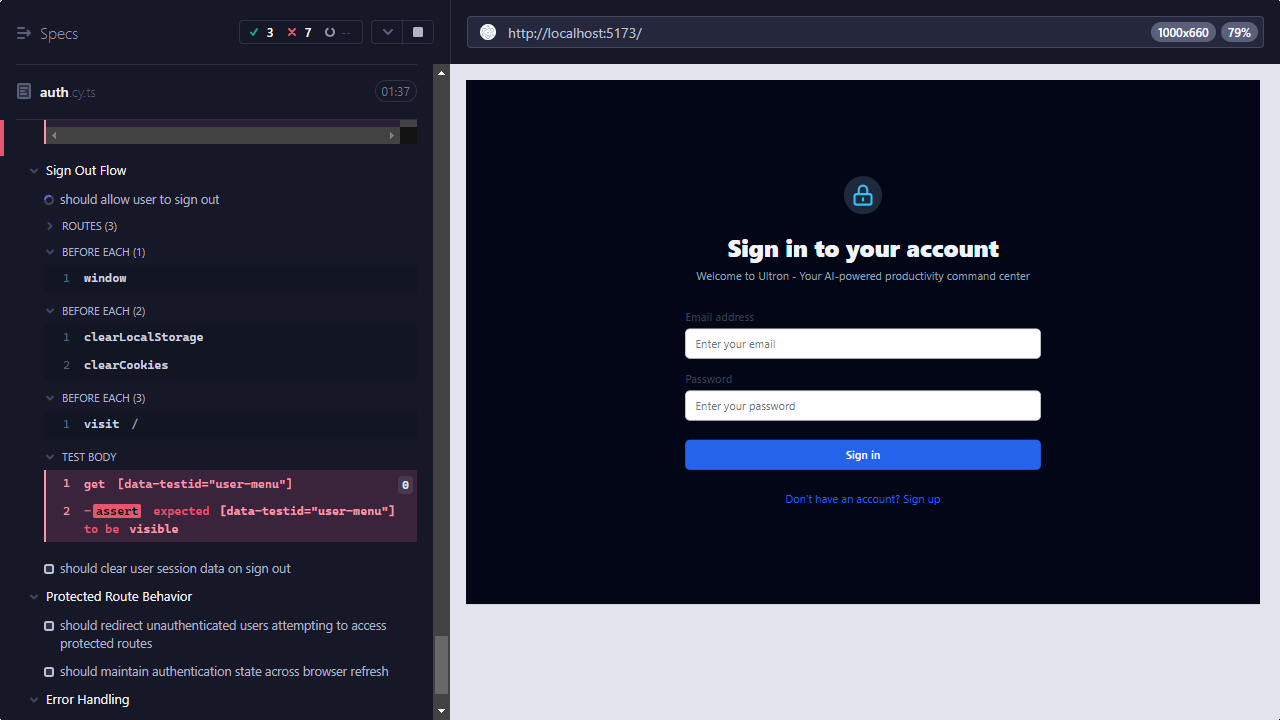 Specs
3 7 --
auth.cy.ts 01:37
Sign Out Flow
should allow user to sign out
ROUTES (3)
BEFORE EACH (1)
1 window
BEFORE EACH (2)
1 clearLocalStorage
2 clearCookies
BEFORE EACH (3)
1 visit /
TEST BODY
1 get [data-testid="user-menu"] 0
2 -assert expected [data-testid="user-menu"]
to be visible
should clear user session data on sign out
Protected Route Behavior
should redirect unauthenticated users attempting to access
protected routes
should maintain authentication state across browser refresh
Error Handling
http://localhost:5173/ 1000x660 79%
Sign in to your account
Welcome to Ultron - Your AI-powered productivity command center
Email address
Enter your email
Password
Enter your password
Sign in
Don't have an account? Sign up